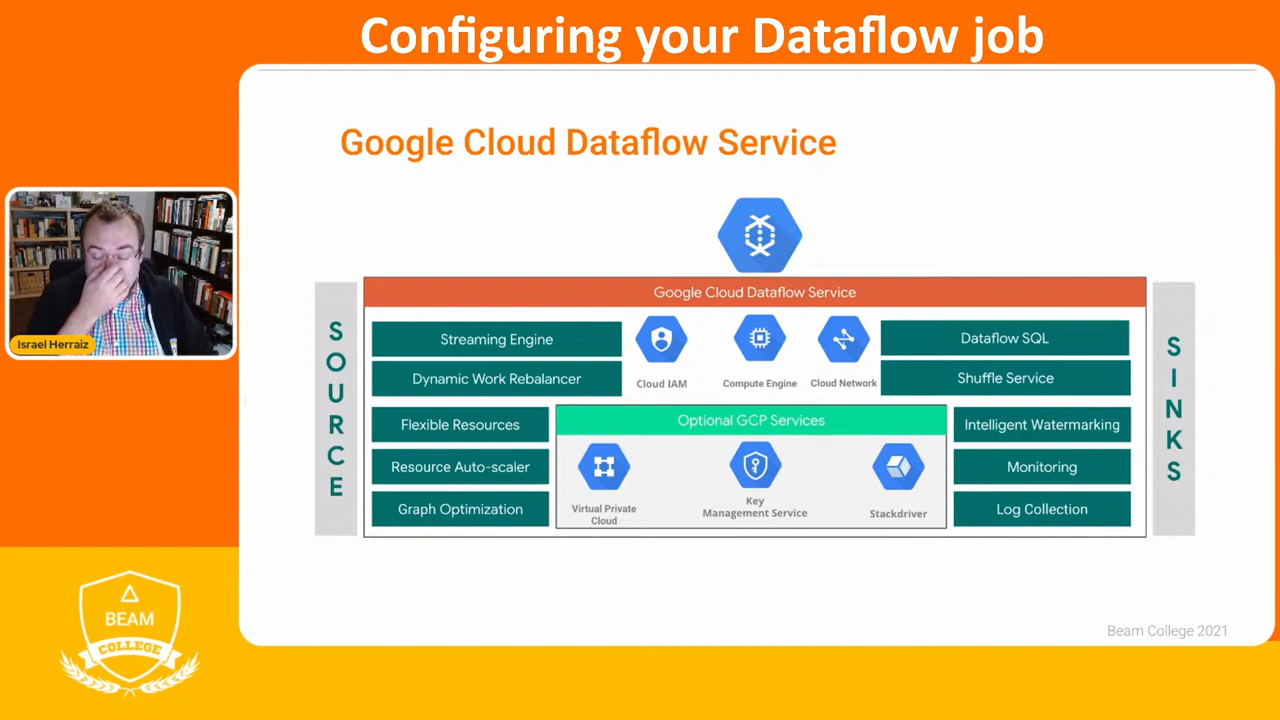 Configuring your Dataflow job
Google Cloud Dataflow Service
Israel Herraiz
SOURCE
Google Cloud Dataflow Service
Streaming Engine
Dynamic Work Rebalancer
Flexible Resources
Resource Auto-scaler
Graph Optimization
Cloud IAM
Compute Engine
Cloud Network
Optional GCP Services
Virtual Private
Cloud
Key
Management Service
Stackdriver
Dataflow SQL
Shuffle Service
Intelligent Watermarking
Monitoring
Log Collection
SINKS
BEAM
COLLEGE
Beam College 2021